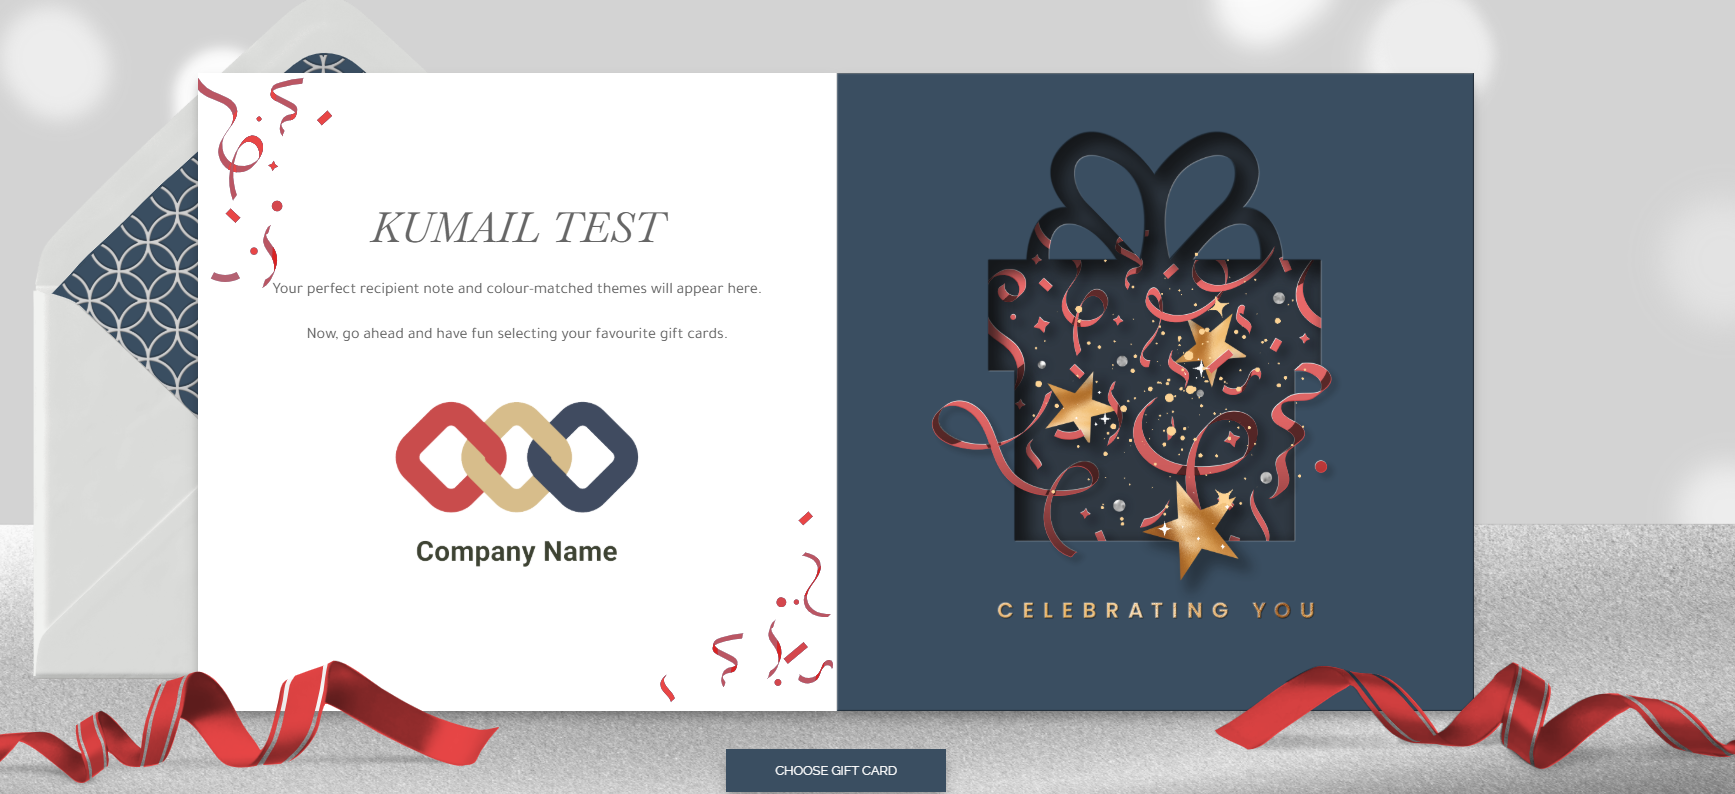 KUMAIL TEST
Your perfect recipient note and colour-matched themes will appear here.
Now, go ahead and have fun selecting your favourite gift cards.
Company Name
CELEBRATING YOU
CHOOSE GIFT CARD